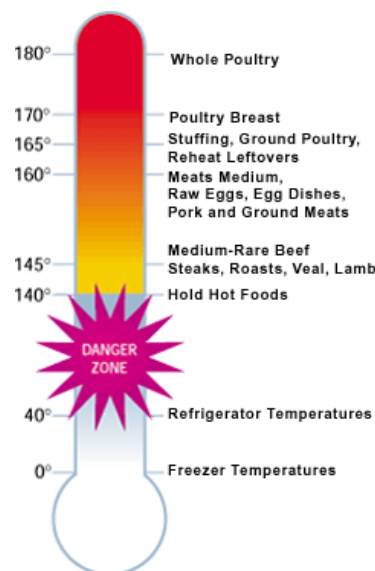 180° Whole Poultry
170° Poultry Breast
165° Stuffing, Ground Poultry,
Reheat Leftovers
160° Meats Medium,
Raw Eggs, Egg Dishes,
Pork and Ground Meats
145° Medium-Rare Beef
Steaks, Roasts, Veal, Lamb
140° Hold Hot Foods
DANGER
ZONE
40° Refrigerator Temperatures
0° Freezer Temperatures